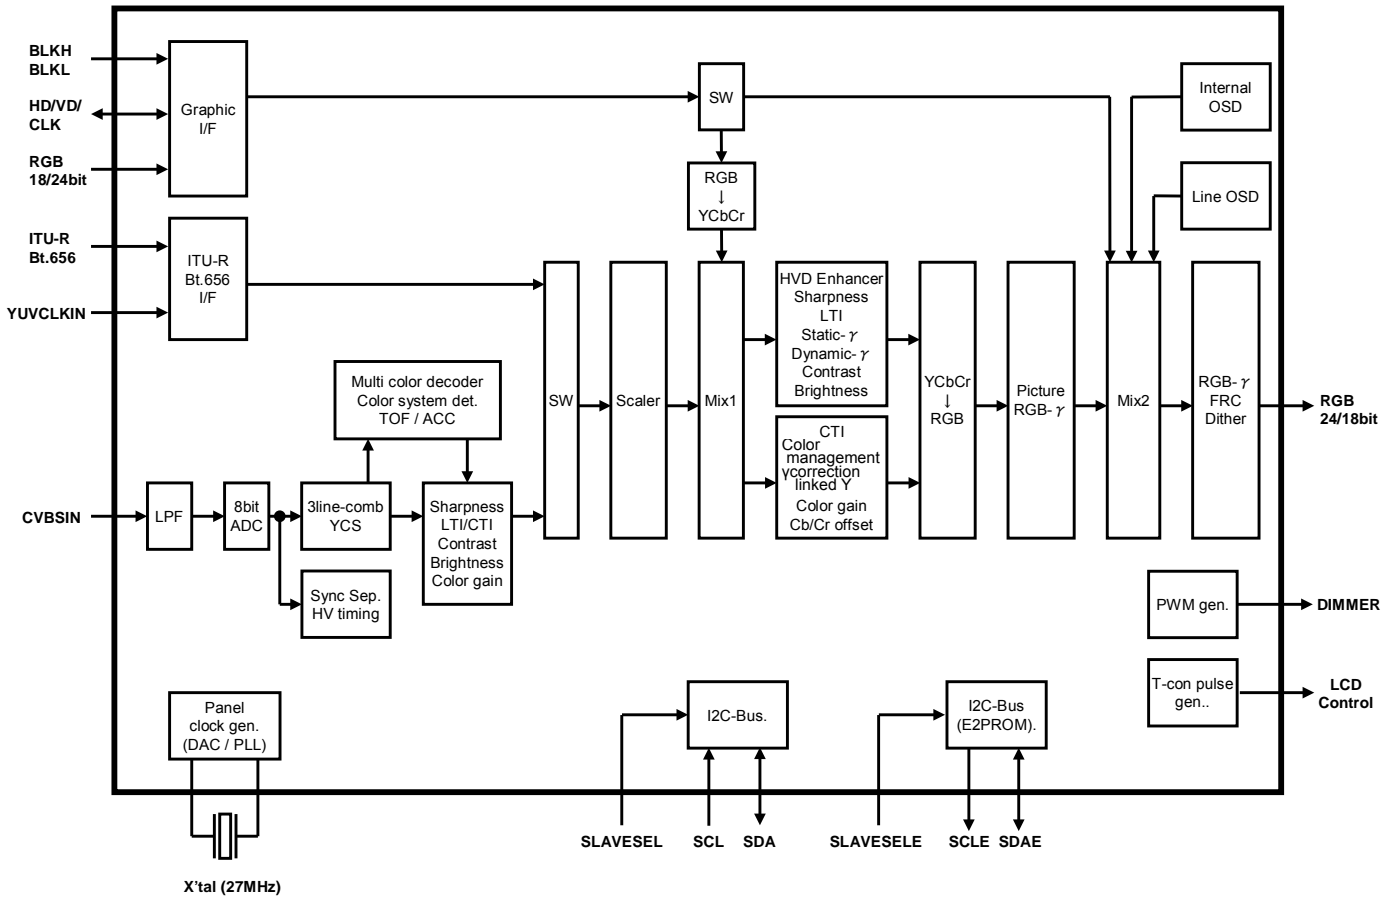 BLKH
BLKL
HD/VD/
CLK
RGB
18/24bit
Graphic
I/F
SW
Internal
OSD
RGB
↓
YCbCr
Line OSD
ITU-R
Bt.656
YUVCLKIN
ITU-R
Bt.656
I/F
Multi color decoder
Color system det.
TOF / ACC
SW
Scaler
Mix1
HVD Enhancer
Sharpness
LTI
Static-γ
Dynamic-γ
Contrast
Brightness
CTI
Color
management
γcorrection
linked Y
Color gain
Cb/Cr offset
YCbCr
↓
RGB
Picture
RGB-γ
Mix2
RGB-γ
FRC
Dither
RGB
24/18bit
CVBSIN
LPF
8bit
ADC
3line-comb
YCS
Sharpness
LTI/CTI
Contrast
Brightness
Color gain
Sync Sep.
HV timing
PWM gen.
DIMMER
T-con pulse
gen..
LCD
Control
Panel
clock gen.
(DAC / PLL)
I2C-Bus.
I2C-Bus
(E2PROM).
SLAVESEL
SCL
SDA
SLAVESELE
SCLE
SDAE
X'tal (27MHz)